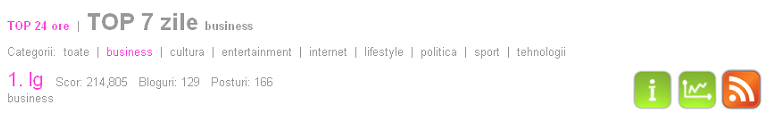 TOP 24 ore | TOP 7 zile business
Categorii: toate | business | cultura | entertainment | internet | lifestyle | politica | sport | tehnologii
1. lg Scor: 214,805 Bloguri: 129 Posturi: 166
business